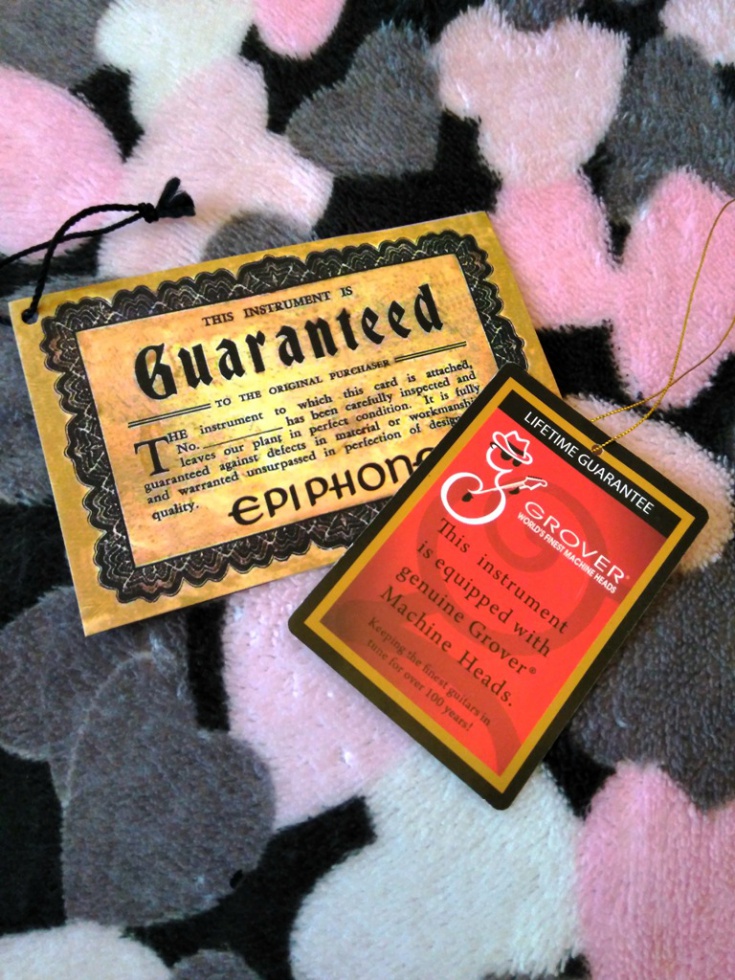 THIS INSTRUMENT IS
Guaranteed
TO THE ORIGINAL PURCHASER
THE instrument to which this card is attached,
No. has been carefully inspected and
leaves our plant in perfect condition. It is fully
guaranteed against defects in material or workmanship
and warranted unsurpassed in perfection of
quality.
EPIPHONE
LIFETIME GUARANTEE
GROVER®
WORLD'S FINEST MACHINE HEADS
This instrument
is equipped with
genuine Grover®
Machine Heads.
Keeping the finest guitars in
tune for over 100 years!